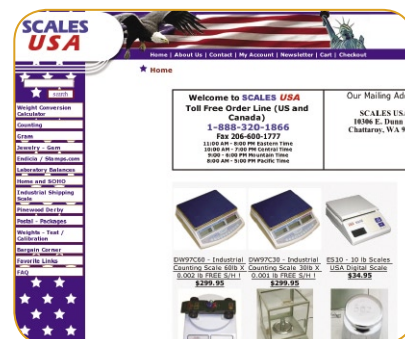 SCALES
USA
Home | About Us | Contact | My Account | Newsletter | Cart | Checkout
Home
search
Weight Conversion
Calculator
Counting
Gram
Jewelry - Gem
Endicia / Stamps.com
Laboratory Balances
Home and SOHO
Industrial Shipping
Scale
Pinewood Derby
Postal - Packages
Weights - Test /
Calibration
Bargain Corner
Favorite Links
FAQ
Welcome to SCALES USA
Toll Free Order Line (US and
Canada)
1-888-320-1866
Fax 206-600-1777
11:00 AM - 8:00 PM Eastern Time
10:00 AM - 7:00 PM Central Time
9:00 - 6:00 PM Mountain Time
8:00 AM - 5:00 PM Pacific Time
Our Mailing Add
SCALES USA
10306 E. Dunn
Chattaroy, WA 9
DW97C60 - Industrial
Counting Scale 60lb X
0.002 lb FREE S/H !
$299.95
DW97C30 - Industrial
Counting Scale 30lb X
0.001 lb FREE S/H !
$299.95
ES10 - 10 lb Scales
USA Digital Scale
$34.95